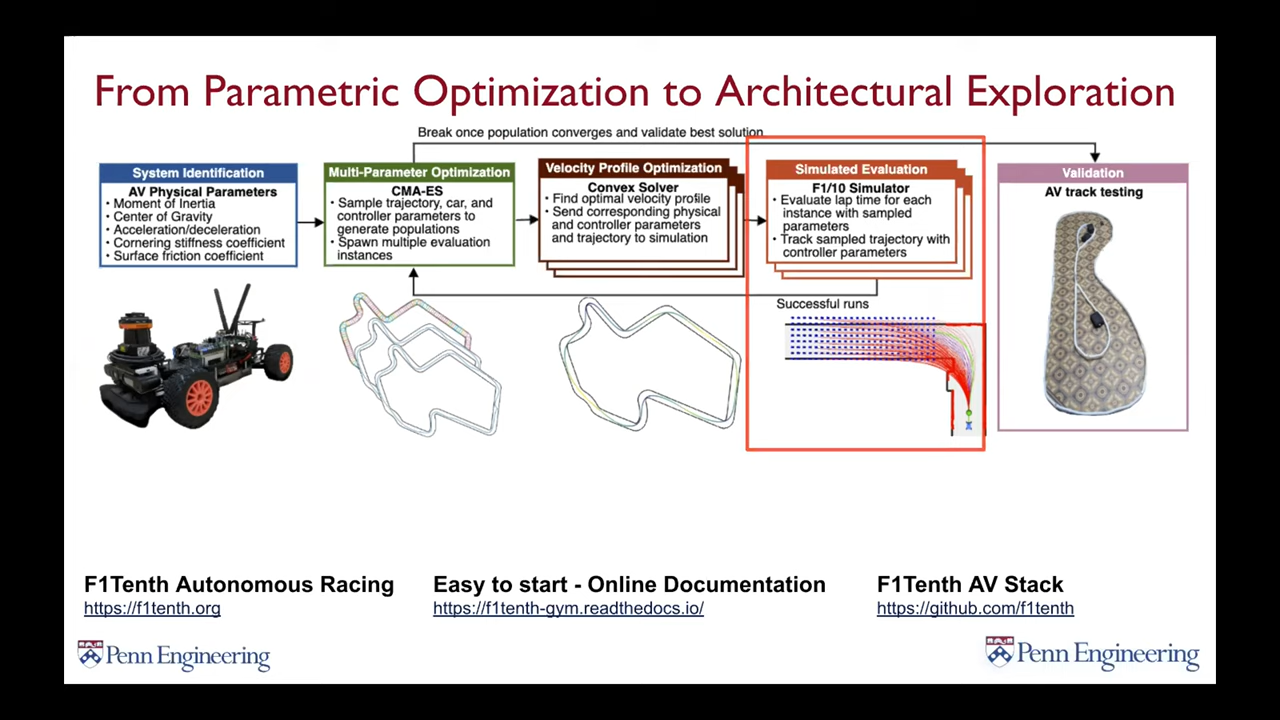 From Parametric Optimization to Architectural Exploration
Break once population converges and validate best solution
System Identification
AV Physical Parameters
• Moment of Inertia
• Center of Gravity
• Acceleration/deceleration
• Cornering stiffness coefficient
• Surface friction coefficient
Multi-Parameter Optimization
CMA-ES
• Sample trajectory, car, and
controller parameters to
generate populations
• Spawn multiple evaluation
instances
Velocity Profile Optimization
Convex Solver
• Find optimal velocity profile
• Send corresponding physical
and controller parameters
and trajectory to simulation
Simulated Evaluation
F1/10 Simulator
• Evaluate lap time for each
instance with sampled
parameters
• Track sampled trajectory with
controller parameters
Successful runs
Validation
AV track testing
F1Tenth Autonomous Racing
https://f1tenth.org
Easy to start - Online Documentation
https://f1tenth-gym.readthedocs.io/
F1Tenth AV Stack
https://github.com/f1tenth
Penn Engineering
Penn Engineering